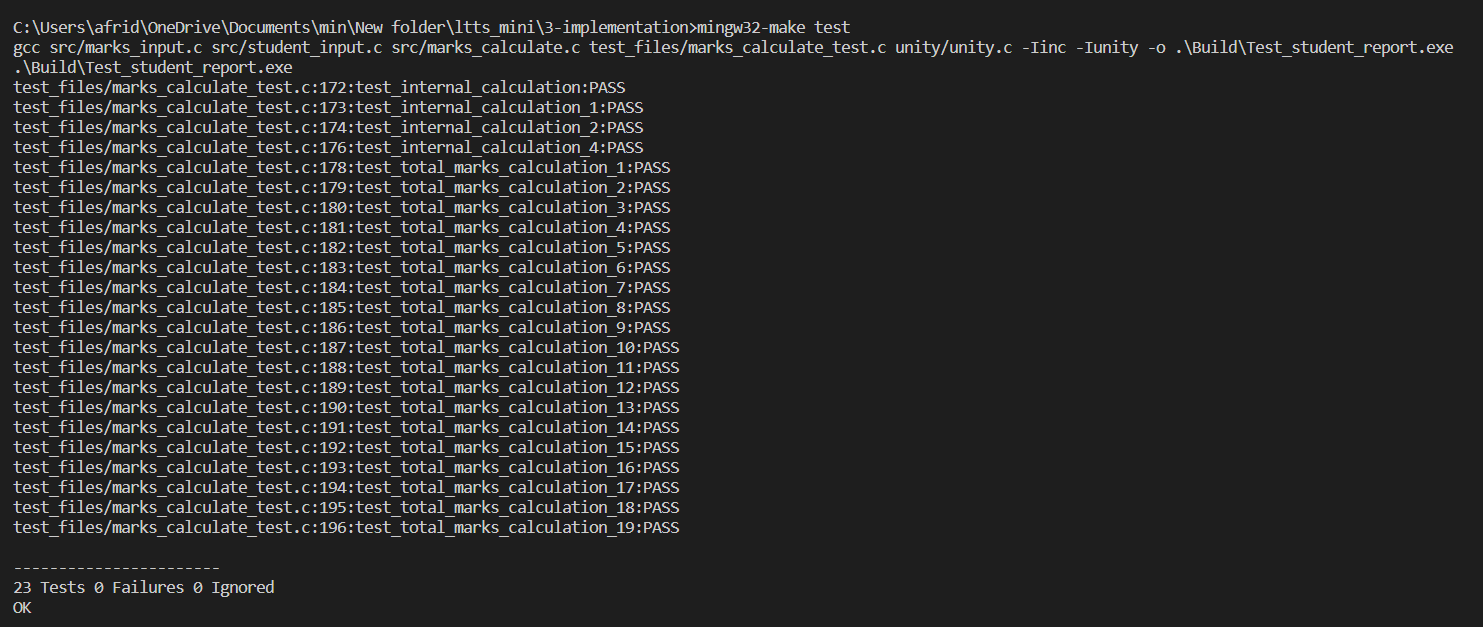 C:\Users\afrid\OneDrive\Documents\min\New folder\ltts_mini\3-implementation>mingw32-make test
gcc src/marks_input.c src/student_input.c src/marks_calculate.c test_files/marks_calculate_test.c unity/unity.c -Iinc -Iunity -o .\Build\Test_student_report.exe
.\Build\Test_student_report.exe
test_files/marks_calculate_test.c:172:test_internal_calculation:PASS
test_files/marks_calculate_test.c:173:test_internal_calculation_1:PASS
test_files/marks_calculate_test.c:174:test_internal_calculation_2:PASS
test_files/marks_calculate_test.c:176:test_internal_calculation_4:PASS
test_files/marks_calculate_test.c:178:test_total_marks_calculation_1:PASS
test_files/marks_calculate_test.c:179:test_total_marks_calculation_2:PASS
test_files/marks_calculate_test.c:180:test_total_marks_calculation_3:PASS
test_files/marks_calculate_test.c:181:test_total_marks_calculation_4:PASS
test_files/marks_calculate_test.c:182:test_total_marks_calculation_5:PASS
test_files/marks_calculate_test.c:183:test_total_marks_calculation_6:PASS
test_files/marks_calculate_test.c:184:test_total_marks_calculation_7:PASS
test_files/marks_calculate_test.c:185:test_total_marks_calculation_8:PASS
test_files/marks_calculate_test.c:186:test_total_marks_calculation_9:PASS
test_files/marks_calculate_test.c:187:test_total_marks_calculation_10:PASS
test_files/marks_calculate_test.c:188:test_total_marks_calculation_11:PASS
test_files/marks_calculate_test.c:189:test_total_marks_calculation_12:PASS
test_files/marks_calculate_test.c:190:test_total_marks_calculation_13:PASS
test_files/marks_calculate_test.c:191:test_total_marks_calculation_14:PASS
test_files/marks_calculate_test.c:192:test_total_marks_calculation_15:PASS
test_files/marks_calculate_test.c:193:test_total_marks_calculation_16:PASS
test_files/marks_calculate_test.c:194:test_total_marks_calculation_17:PASS
test_files/marks_calculate_test.c:195:test_total_marks_calculation_18:PASS
test_files/marks_calculate_test.c:196:test_total_marks_calculation_19:PASS
-----------------------
23 Tests 0 Failures 0 Ignored
OK